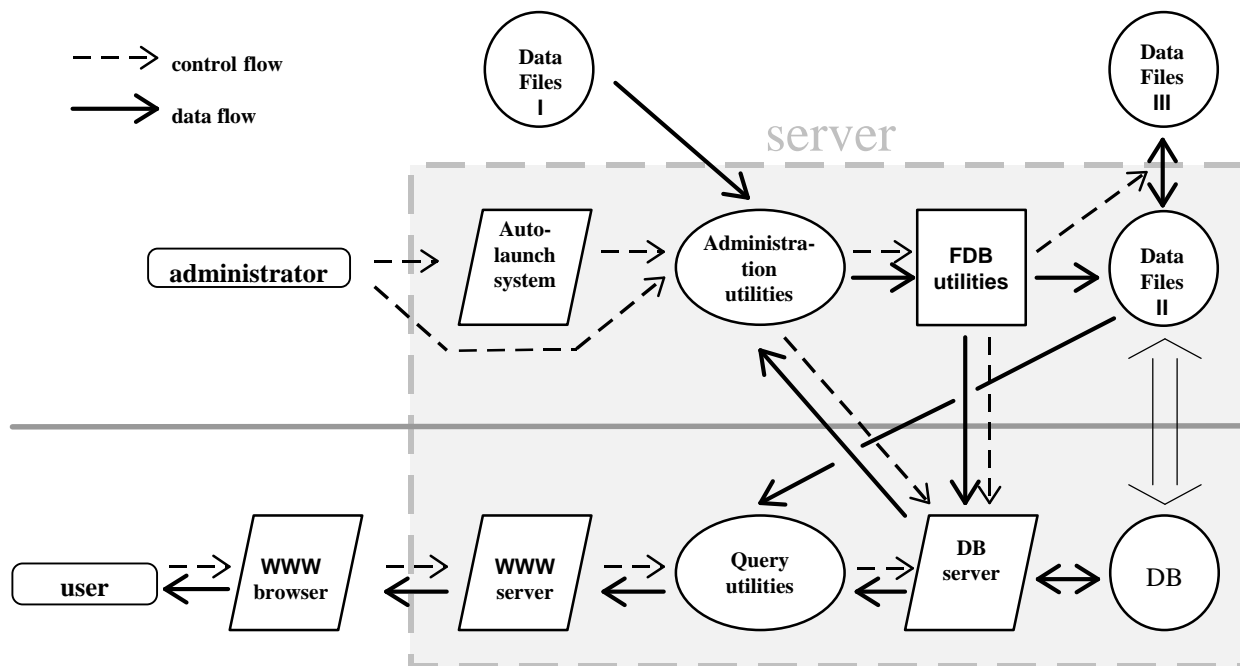 control flow
data flow
Data
Files
I
Data
Files
III
server
administrator
Auto-
launch
system
Administra-
tion
utilities
FDB
utilities
Data
Files
II
user
WWW
browser
WWW
server
Query
utilities
DB
server
DB